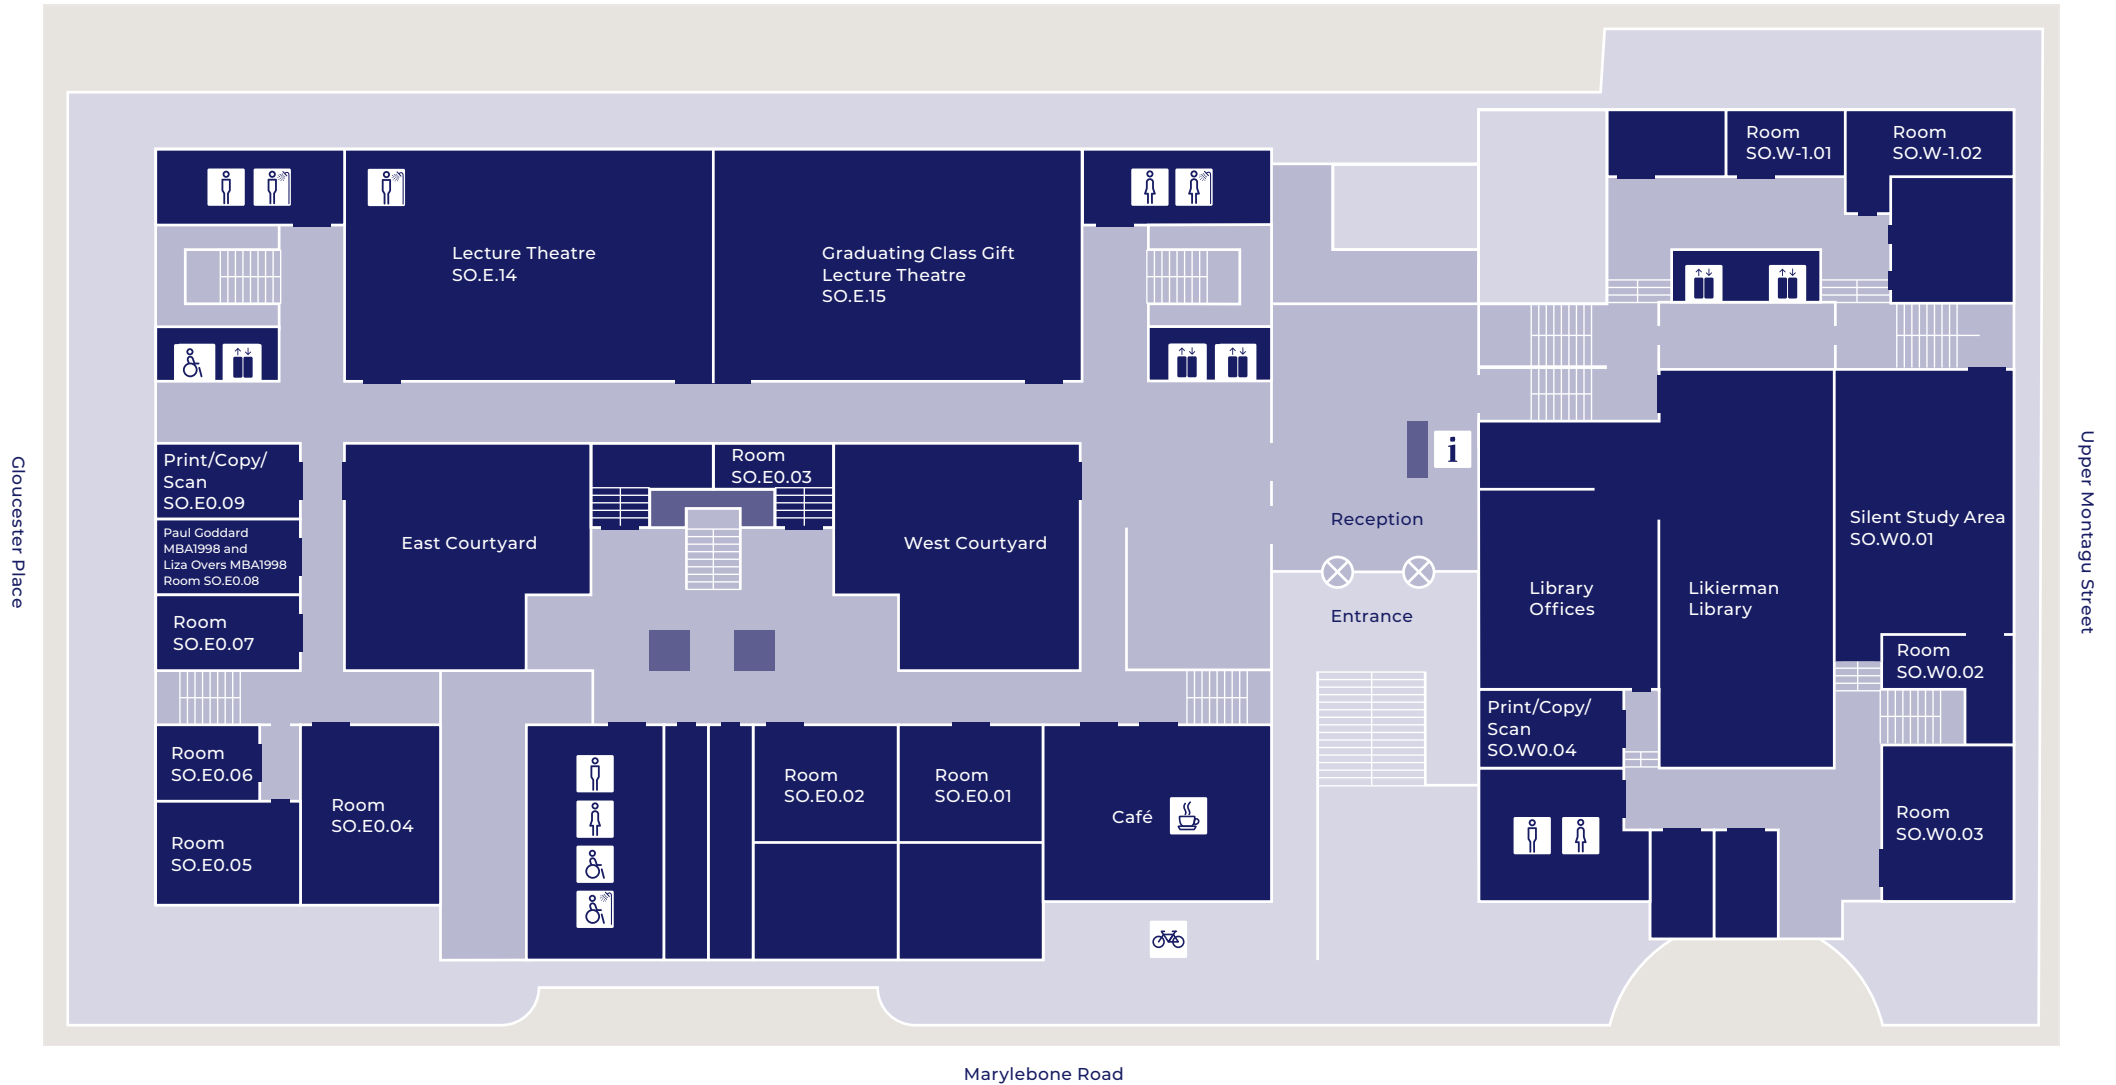 Room
SO.W-1.01
Room
SO.W-1.02
Lecture Theatre
SO.E.14
Graduating Class Gift
Lecture Theatre
SO.E.15
Print/Copy/
Scan
SO.E0.09
Room
SO.E0.03
i
Gloucester Place
Upper Montagu Street
Paul Goddard
MBA1998 and
Liza Overs MBA1998
Room SO.E0.08
East Courtyard
West Courtyard
Reception
Silent Study Area
SO.W0.01
Room
SO.E0.07
Entrance
Library
Offices
Likierman
Library
Room
SO.W0.02
Print/Copy/
Scan
SO.W0.04
Room
SO.E0.06
Room
SO.E0.04
Room
SO.E0.05
Room
SO.E0.02
Room
SO.E0.01
Café
Room
SO.W0.03
Marylebone Road